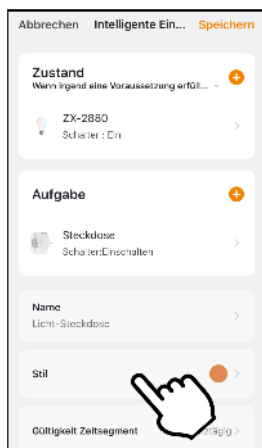 Abbrechen Intelligente Ein... Speichern
Zustand
Wenn irgend eine Voraussetzung erfüll...
ZX-2880
Schalter : Ein
Aufgabe
Steckdose
Schalter:Einschalten
Name
Licht-Steckdose
Stil
Gültigkeit Zeitsegment ztägig